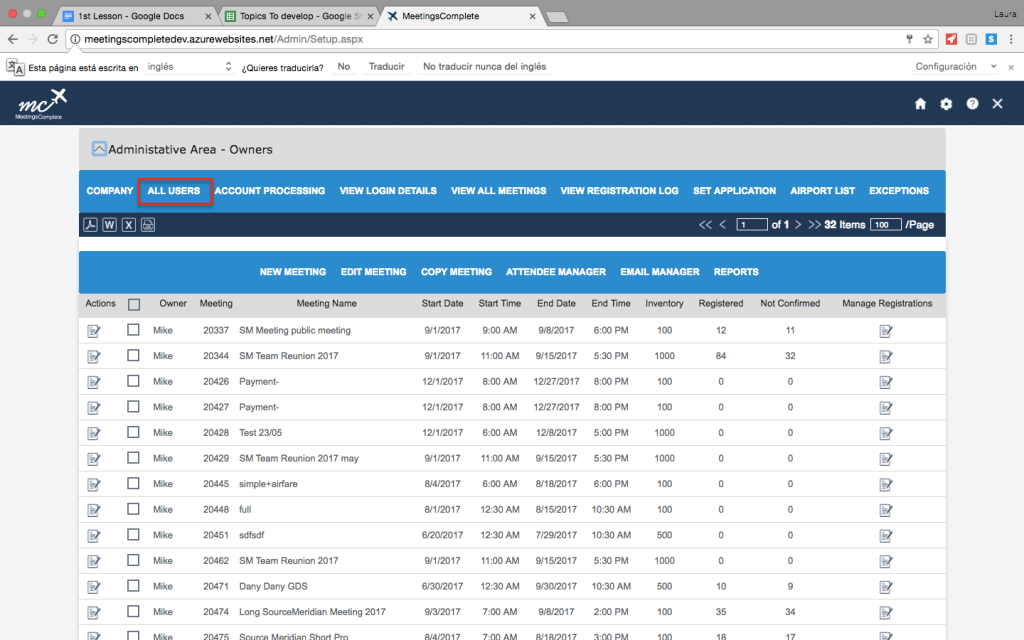 1st Lesson - Google Docs
Topics To develop - Google Sh
MeetingsComplete
Laura
meetingscompletedev.azurewebsites.net/Admin/Setup.aspx
Esta página está escrita en inglés ¿Quieres traducirla? No Traducir No traducir nunca del inglés Configuración
mc
MeetingsComplete
Administative Area - Owners
COMPANY ALL USERS ACCOUNT PROCESSING VIEW LOGIN DETAILS VIEW ALL MEETINGS VIEW REGISTRATION LOG SET APPLICATION AIRPORT LIST EXCEPTIONS
W X << < 1 of 1 > >> 32 Items 100 /Page
NEW MEETING EDIT MEETING COPY MEETING ATTENDEE MANAGER EMAIL MANAGER REPORTS
Actions Owner Meeting Meeting Name Start Date Start Time End Date End Time Inventory Registered Not Confirmed Manage Registrations
Mike 20337 SM Meeting public meeting 9/1/2017 9:00 AM 9/8/2017 6:00 PM 100 12 11
Mike 20344 SM Team Reunion 2017 9/1/2017 11:00 AM 9/15/2017 5:30 PM 1000 84 32
Mike 20426 Payment- 12/1/2017 8:00 AM 12/27/2017 8:00 PM 100 0 0
Mike 20427 Payment- 12/1/2017 8:00 AM 12/27/2017 8:00 PM 100 0 0
Mike 20428 Test 23/05 12/1/2017 6:00 AM 12/8/2017 5:00 PM 1000 0 0
Mike 20429 SM Team Reunion 2017 may 9/1/2017 11:00 AM 9/15/2017 5:30 PM 1000 0 0
Mike 20445 simple+airfare 8/4/2017 6:00 AM 8/18/2017 6:00 PM 100 0 0
Mike 20448 full 8/1/2017 12:30 AM 8/15/2017 10:30 AM 100 0 0
Mike 20451 sdfsdf 6/20/2017 12:30 AM 7/29/2017 10:30 AM 500 0 0
Mike 20462 SM Team Reunion 2017 9/1/2017 11:00 AM 9/15/2017 5:30 PM 1000 0 0
Mike 20471 Dany Dany GDS 6/30/2017 12:30 AM 9/30/2017 10:30 AM 500 10 9
Mike 20474 Long SourceMeridian Meeting 2017 9/3/2017 7:00 AM 9/8/2017 2:00 PM 100 35 34
Mike 20475 Source Meridian Short Pro 8/4/2017 7:00 AM 8/18/2017 3:00 PM 100 18 17